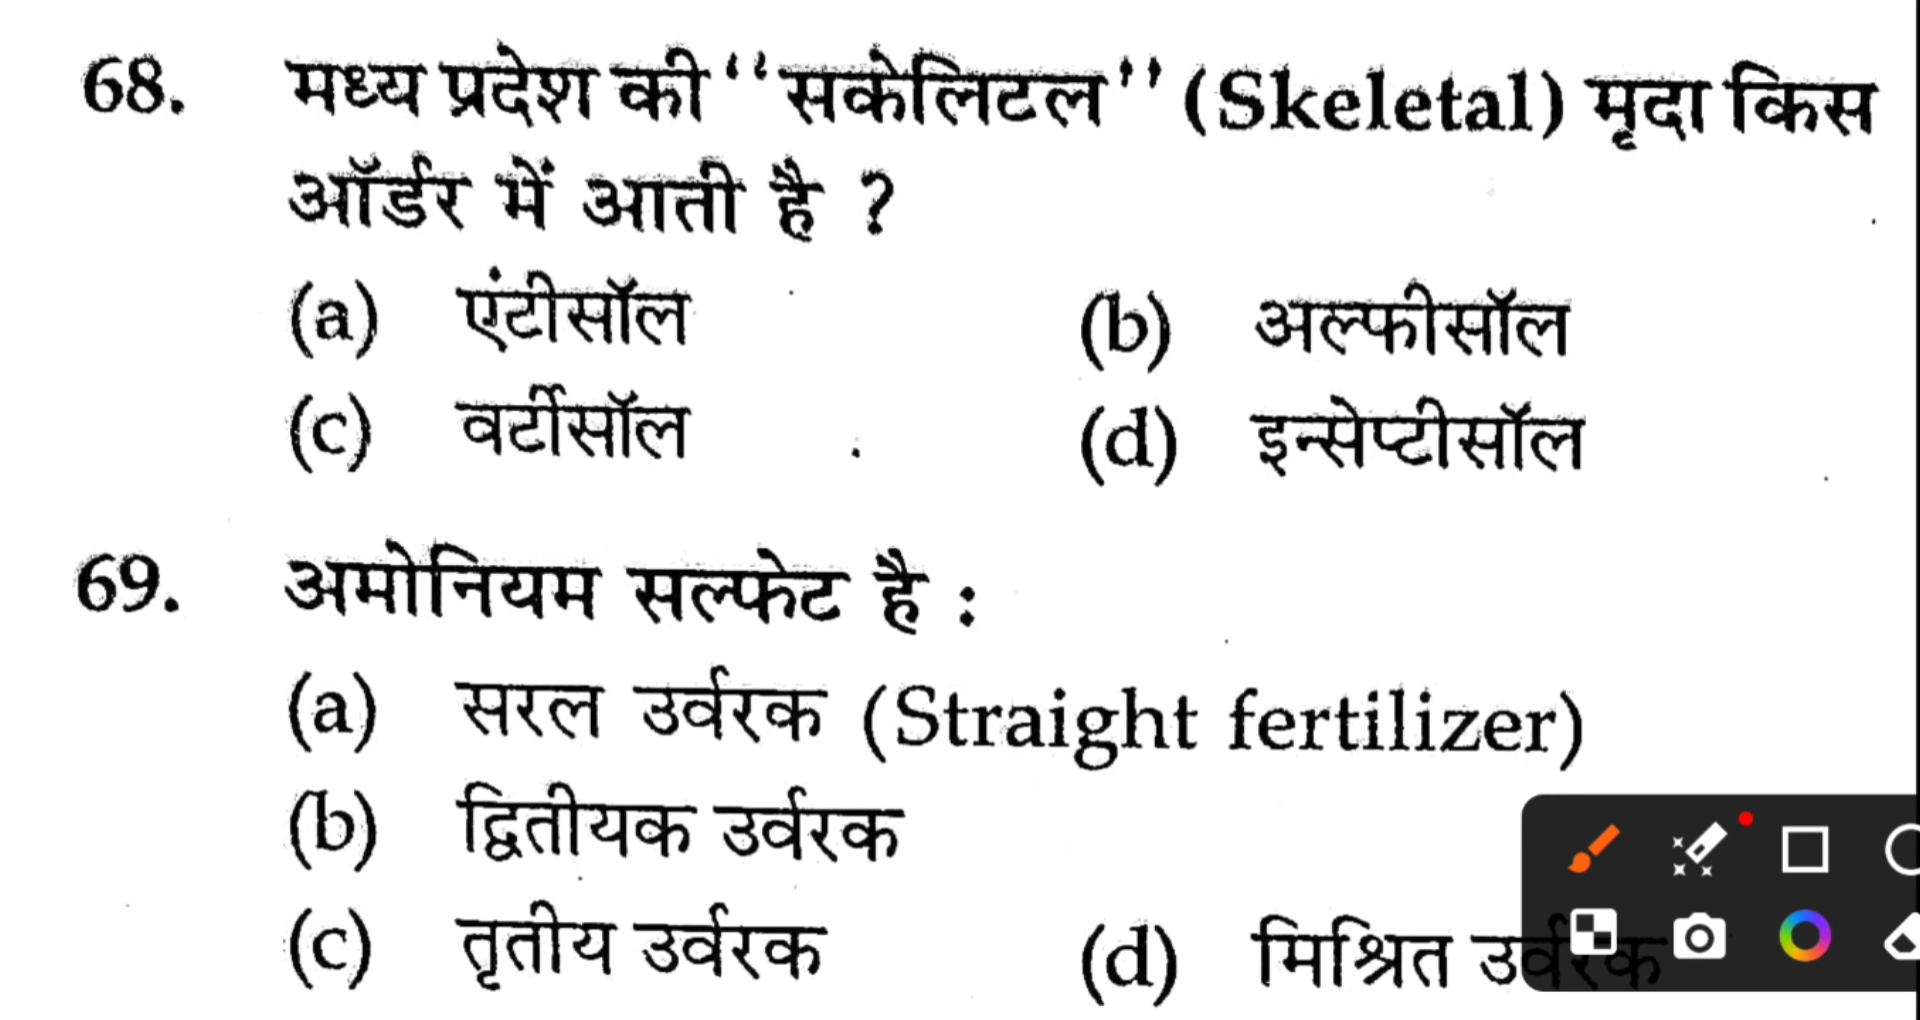 68. मध्य प्रदेश की “सकेलिटल” (Skeletal) मृदा किस
ऑर्डर में आती है ?
(a) एंटीसॉल (b) अल्फीसॉल
(c) वर्टीसॉल (d) इन्सेप्टीसॉल
69. अमोनियम सल्फेट है :
(a) सरल उर्वरक (Straight fertilizer)
(b) द्वितीयक उर्वरक
(c) तृतीय उर्वरक (d) मिश्रित उर्वरक